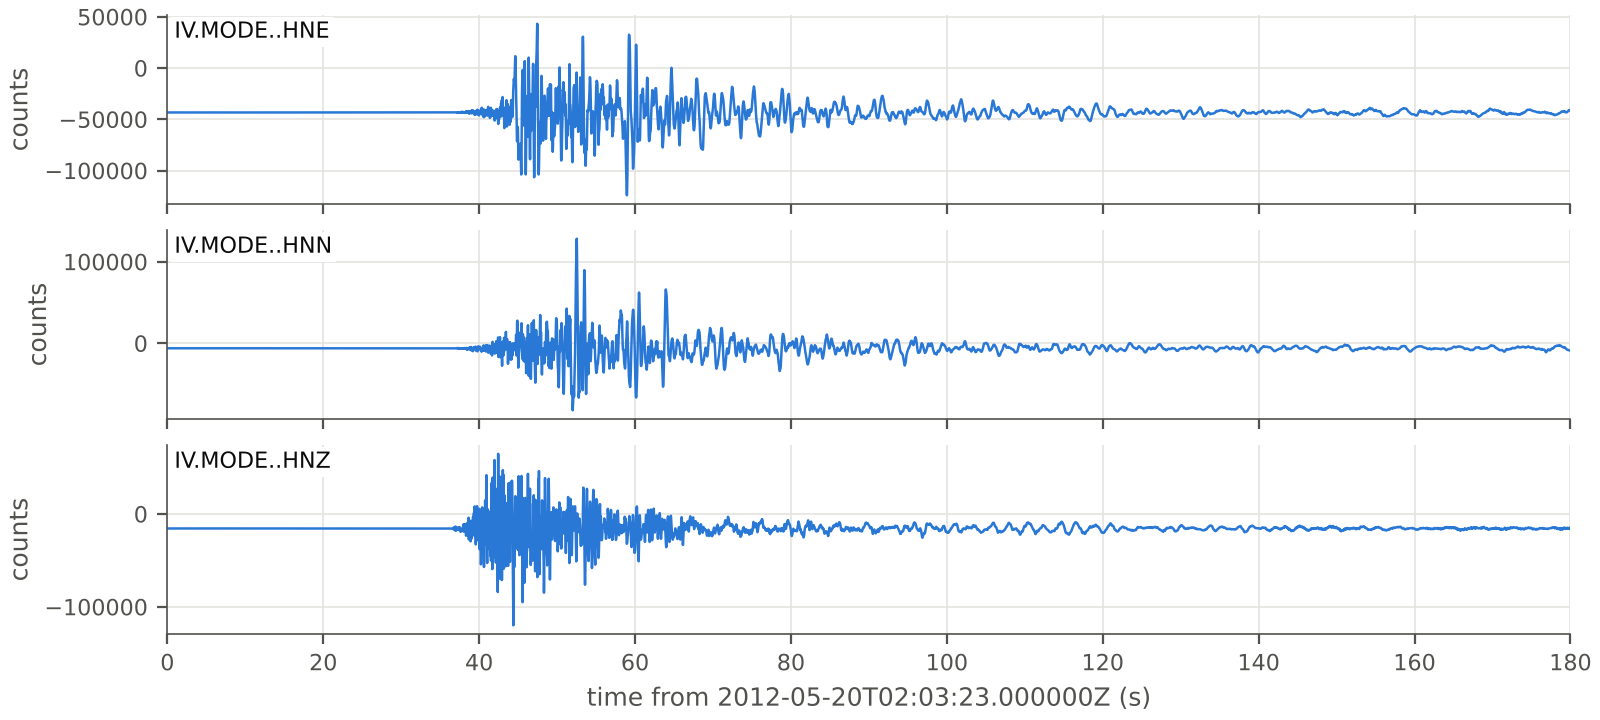 50000
0
−50000
−100000
counts
IV.MODE..HNE
100000
0
counts
IV.MODE..HNN
0
−100000
counts
IV.MODE..HNZ
0 20 40 60 80 100 120 140 160 180
time from 2012-05-20T02:03:23.000000Z (s)